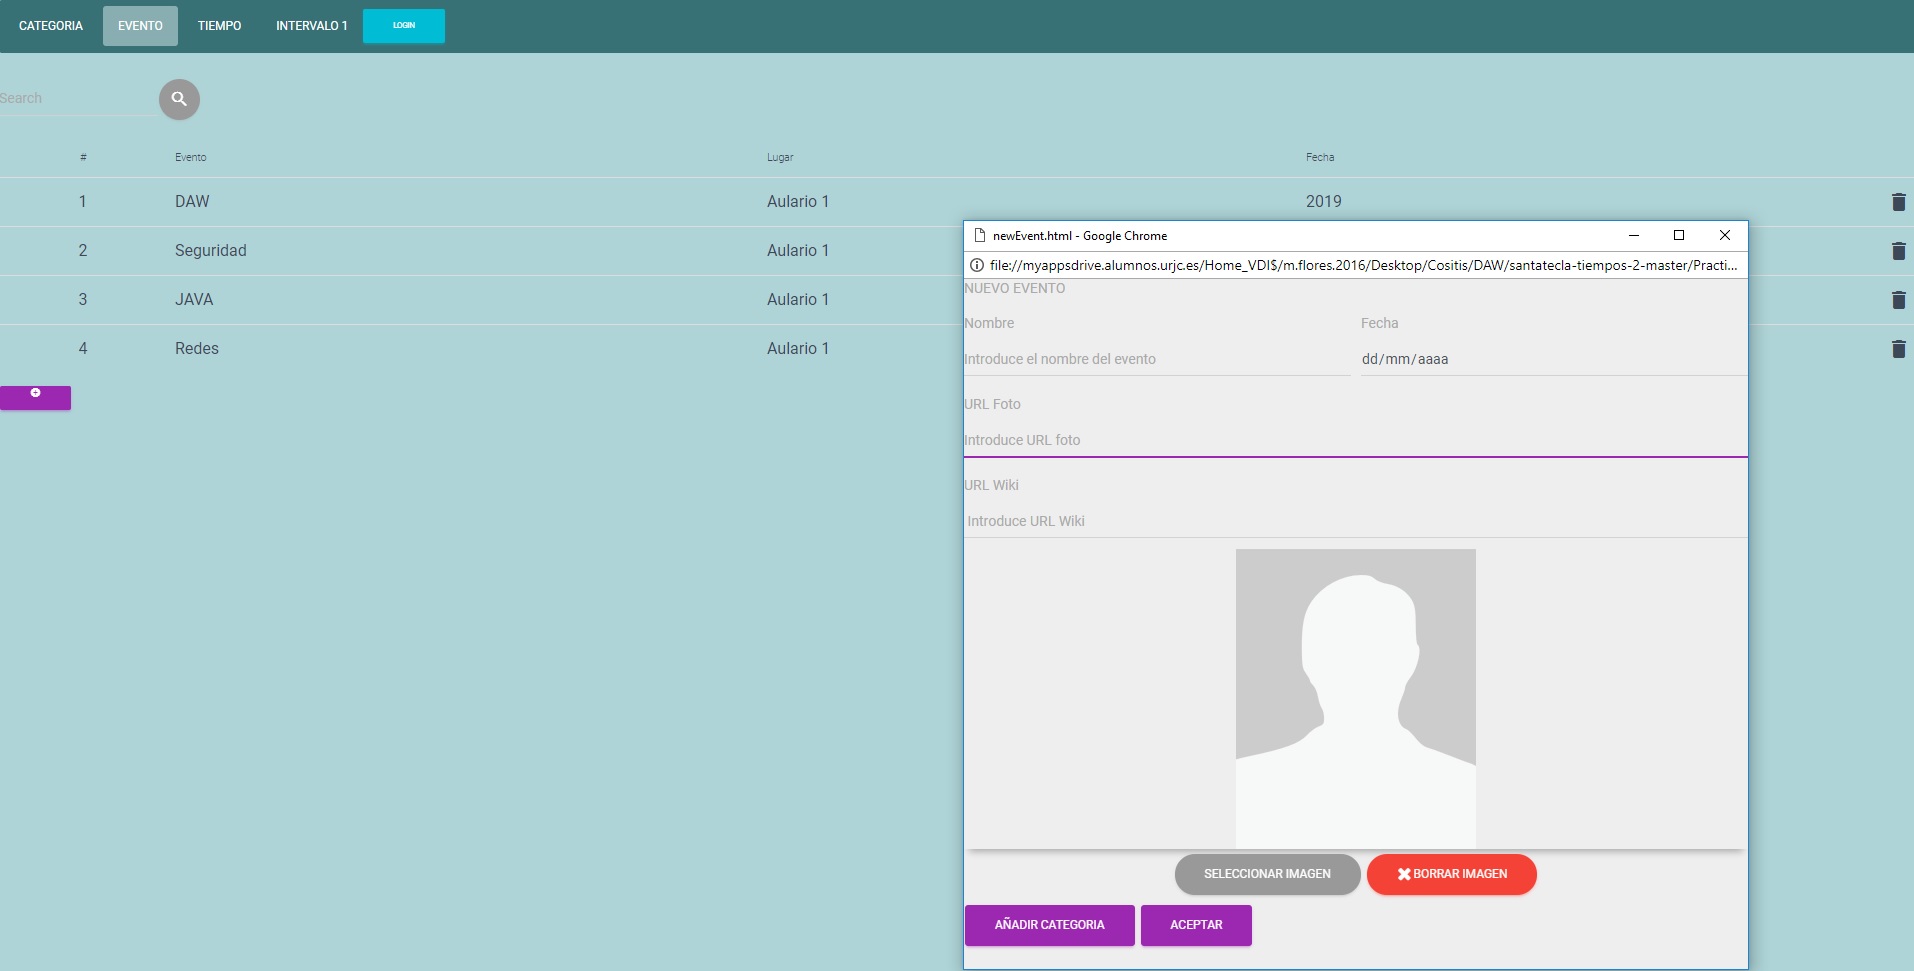 CATEGORIA EVENTO TIEMPO INTERVALO 1 LOGIN
Search
# Evento Lugar Fecha
1 DAW Aulario 1 2019
2 Seguridad Aulario 1
3 JAVA Aulario 1
4 Redes Aulario 1
newEvent.html - Google Chrome
file://myappsdrive.alumnos.urjc.es/Home_VDI$/m.flores.2016/Desktop/Cositis/DAW/santatecla-tiempos-2-master/Practi...
NUEVO EVENTO
Nombre Fecha
Introduce el nombre del evento dd/mm/aaaa
URL Foto
Introduce URL foto
URL Wiki
Introduce URL Wiki
SELECCIONAR IMAGEN BORRAR IMAGEN
AÑADIR CATEGORIA ACEPTAR